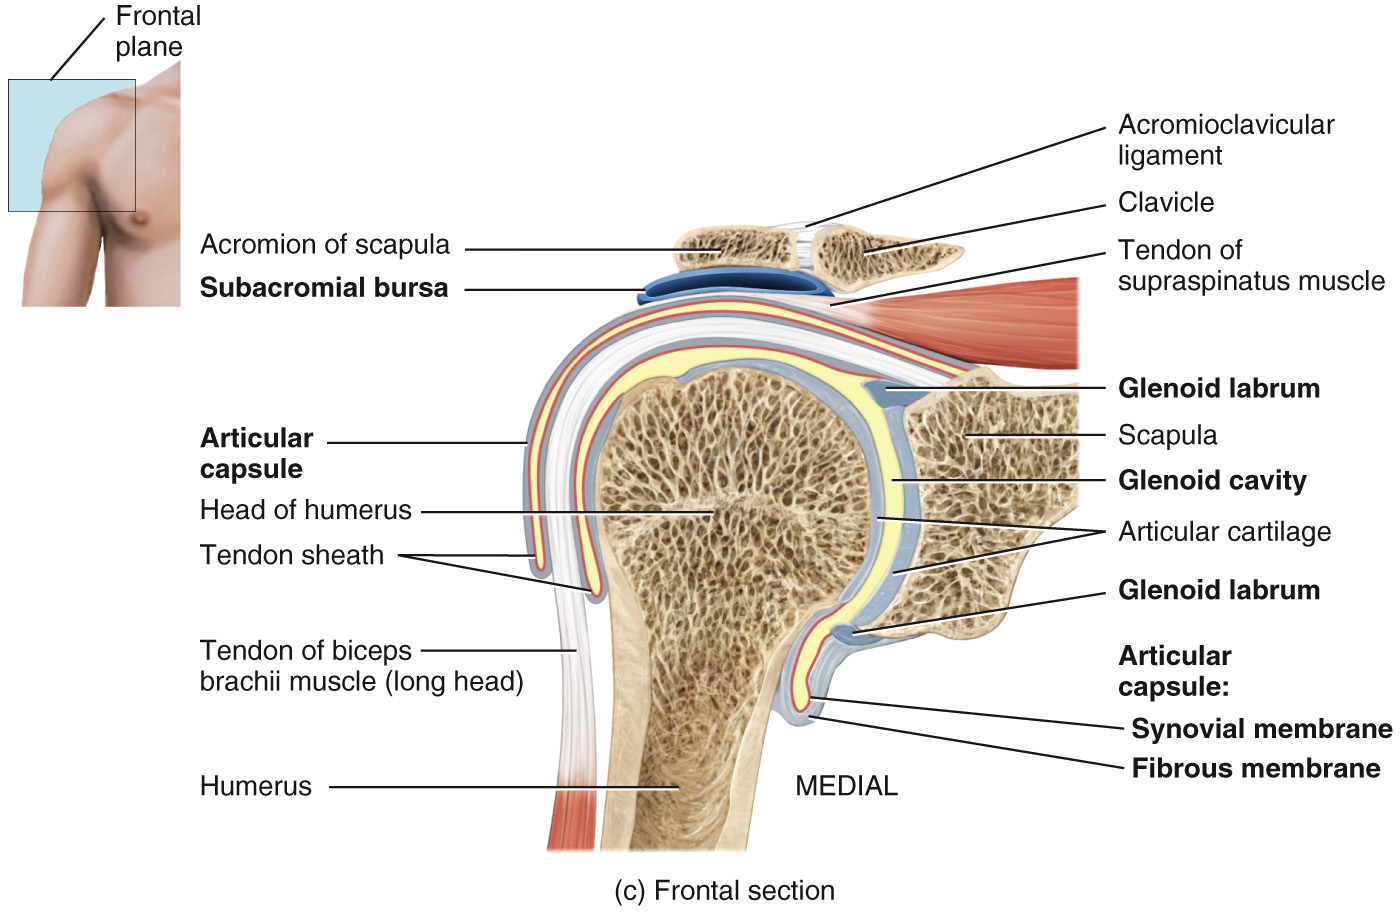 Frontal
plane
Acromion of scapula
Subacromial bursa
Articular
capsule
Head of humerus
Tendon sheath
Tendon of biceps
brachii muscle (long head)
Humerus
Acromioclavicular
ligament
Clavicle
Tendon of
supraspinatus muscle
Glenoid labrum
Scapula
Glenoid cavity
Articular cartilage
Glenoid labrum
Articular
capsule:
Synovial membrane
Fibrous membrane
MEDIAL
(c) Frontal section